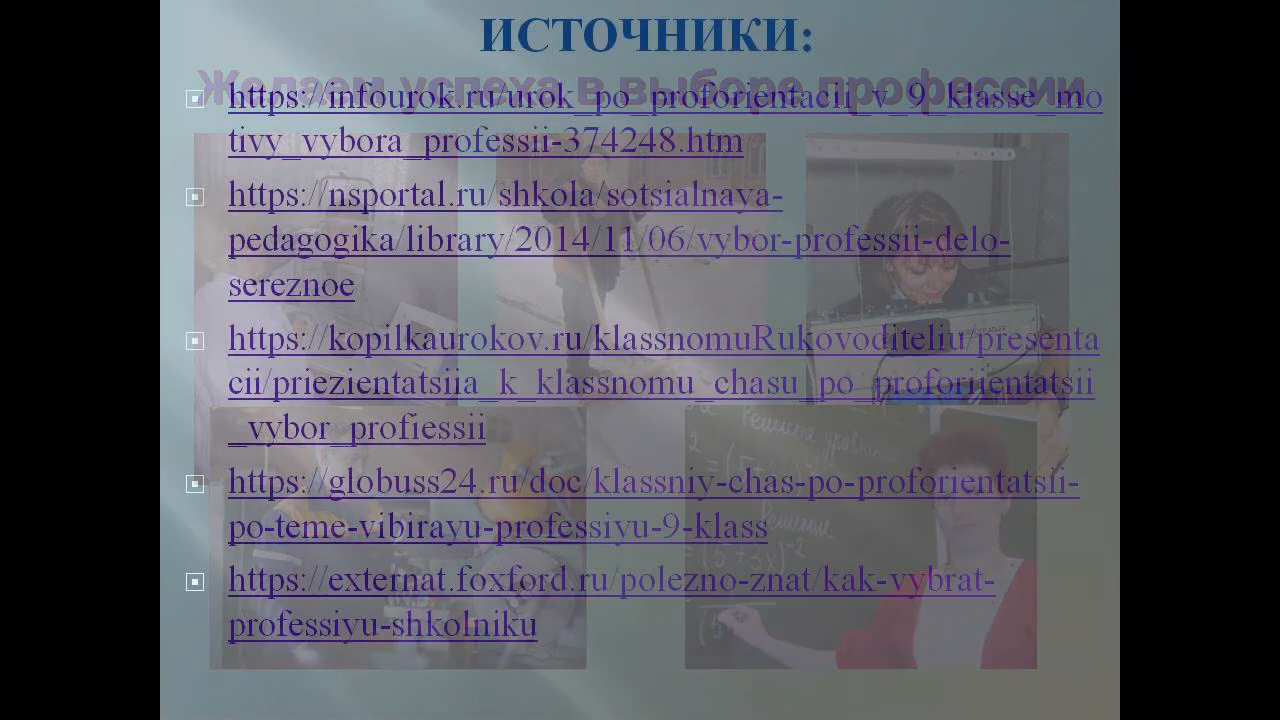 ИСТОЧНИКИ:
Желаем успеха в выборе профессии
https://infourok.ru/urok_po_proforientacii_v_9_klasse_mo
tivy_vybora_professii-374248.htm
https://nsportal.ru/shkola/sotsialnaya-
pedagogika/library/2014/11/06/vybor-professii-delo-
sereznoe
https://kopilkaurokov.ru/klassnomuRukovoditeliu/presenta
cii/priezientatsiia_k_klassnomu_chasu_po_proforiientatsii
_vybor_profiessii
https://globuss24.ru/doc/klassniy-chas-po-proforientatsii-
po-teme-vibirayu-professiyu-9-klass
https://externat.foxford.ru/polezno-znat/kak-vybrat-
professiyu-shkolniku
Решите
Решение